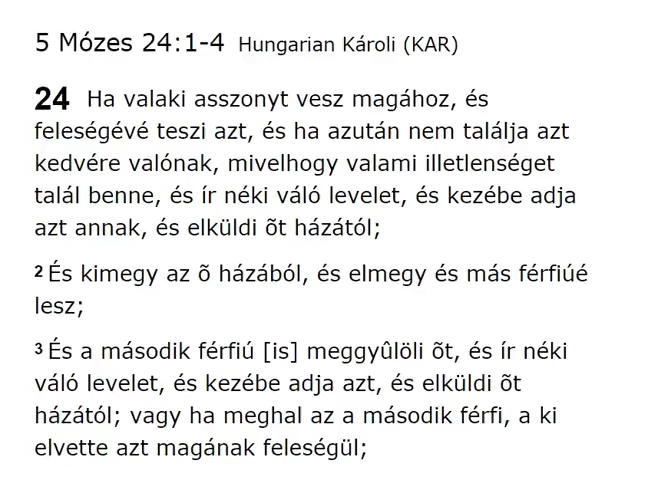 5 Mózes 24:1-4 Hungarian Károli (KAR)
24 Ha valaki asszonyt vesz magához, és
feleségévé teszi azt, és ha azután nem találja azt
kedvére valónak, mivelhogy valami illetlenséget
talál benne, és ír néki váló levelet, és kezébe adja
azt annak, és elküldi õt házától;
2 És kimegy az õ házából, és elmegy és más férfiúé
lesz;
3 És a második férfiú [is] meggyûlöli õt, és ír néki
váló levelet, és kezébe adja azt, és elküldi õt
házától; vagy ha meghal az a második férfi, a ki
elvette azt magának feleségül;